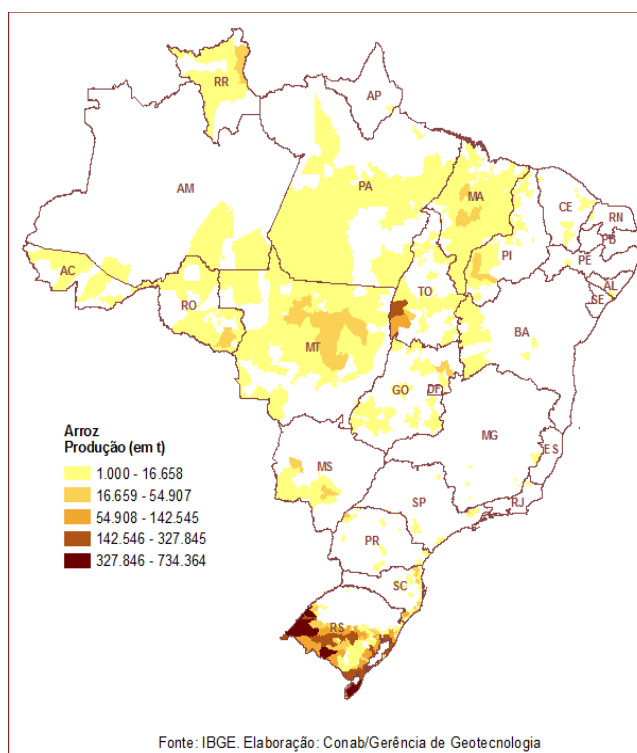 RR
AP
AM
PA
MA
CE
RN
PB
PE
PI
AC
TO
AL
SE
RO
BA
MT
GO
DF
MG
ES
MS
SP
RJ
PR
SC
RS
Arroz
Produção (em t)
1.000 - 16.658
16.659 - 54.907
54.908 - 142.545
142.546 - 327.845
327.846 - 734.364
Fonte: IBGE. Elaboração: Conab/Gerência de Geotecnologia